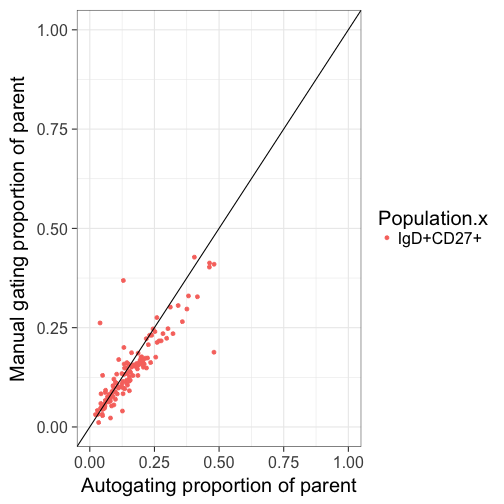 1.00
0.75
0.50
0.25
0.00
0.00 0.25 0.50 0.75 1.00
Autogating proportion of parent
Manual gating proportion of parent
Population.x
IgD+CD27+